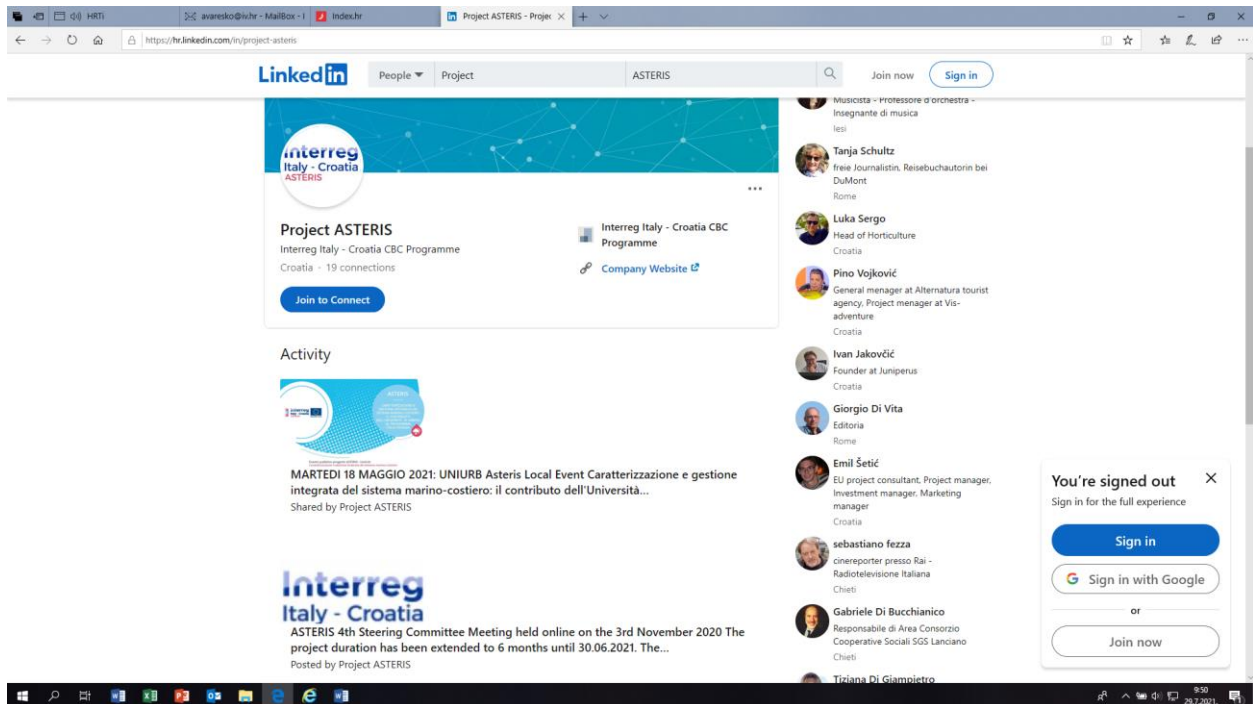 HRTi
avaresko@iv.hr - MailBox - I
Index.hr
Project ASTERIS - Projec
https://hr.linkedin.com/in/project-asteris
Linkedin
People
Project
ASTERIS
Join now
Sign in
Interreg
Italy - Croatia
ASTERIS
Project ASTERIS
Interreg Italy - Croatia CBC Programme
Croatia · 19 connections
Join to Connect
Interreg Italy - Croatia CBC
Programme
Company Website
Activity
MARTEDI 18 MAGGIO 2021: UNIURB Asteris Local Event Caratterizzazione e gestione
integrata del sistema marino-costiero: il contributo dell'Università...
Shared by Project ASTERIS
Interreg
Italy - Croatia
ASTERIS 4th Steering Committee Meeting held online on the 3rd November 2020 The
project duration has been extended to 6 months until 30.06.2021. The...
Posted by Project ASTERIS
Musicista - Professore d'orchestra -
Insegnante di musica
Iesi
Tanja Schultz
freie Journalistin, Reisebuchautorin bei
DuMont
Rome
Luka Sergo
Head of Horticulture
Croatia
Pino Vojković
General menager at Alternatura tourist
agency, Project menager at Vis-
adventure
Croatia
Ivan Jakovčić
Founder at Juniperus
Croatia
Giorgio Di Vita
Editoria
Rome
Emil Šetić
EU project consultant, Project manager,
Investment manager, Marketing
manager
Croatia
sebastiano fezza
cinereporter presso Rai -
Radiotelevisione Italiana
Chieti
Gabriele Di Bucchianico
Responsabile di Area Consorzio
Cooperative Sociali SGS Lanciano
Chieti
Tiziana Di Giampietro
You're signed out
Sign in for the full experience
Sign in
Sign in with Google
or
Join now
9:50
29.7.2021.